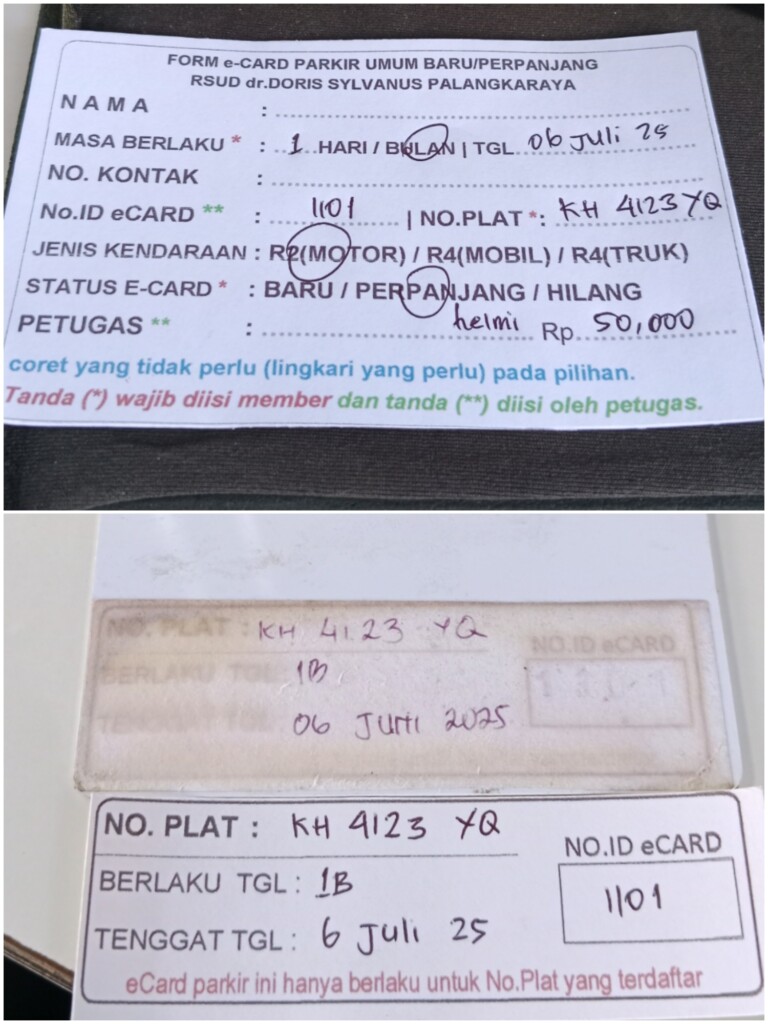 FORM e-CARD PARKIR UMUM BARU/PERPANJANG
RSUD dr.DORIS SYLVANUS PALANGKARAYA
NAMA : ....................
MASA BERLAKU * : 1 HARI / BULAN | TGL 06 Juli 25
NO. KONTAK : ....................
No.ID eCARD ** : 1101 | NO.PLAT *: KH 4123 YQ
JENIS KENDARAAN : R2(MOTOR) / R4(MOBIL) / R4(TRUK)
STATUS E-CARD * : BARU / PERPANJANG / HILANG
PETUGAS ** : helmi Rp. 50,000
coret yang tidak perlu (lingkari yang perlu) pada pilihan.
Tanda (*) wajib diisi member dan tanda (**) diisi oleh petugas.
NO. PLAT : KH 4123 YQ
NO.ID eCARD
BERLAKU TGL: 1B
1101
TENGGAT TGL: 06 Juni 2025
NO. PLAT : KH 4123 YQ
NO.ID eCARD
BERLAKU TGL : 1B
1101
TENGGAT TGL : 6 Juli 25
eCard parkir ini hanya berlaku untuk No.Plat yang terdaftar